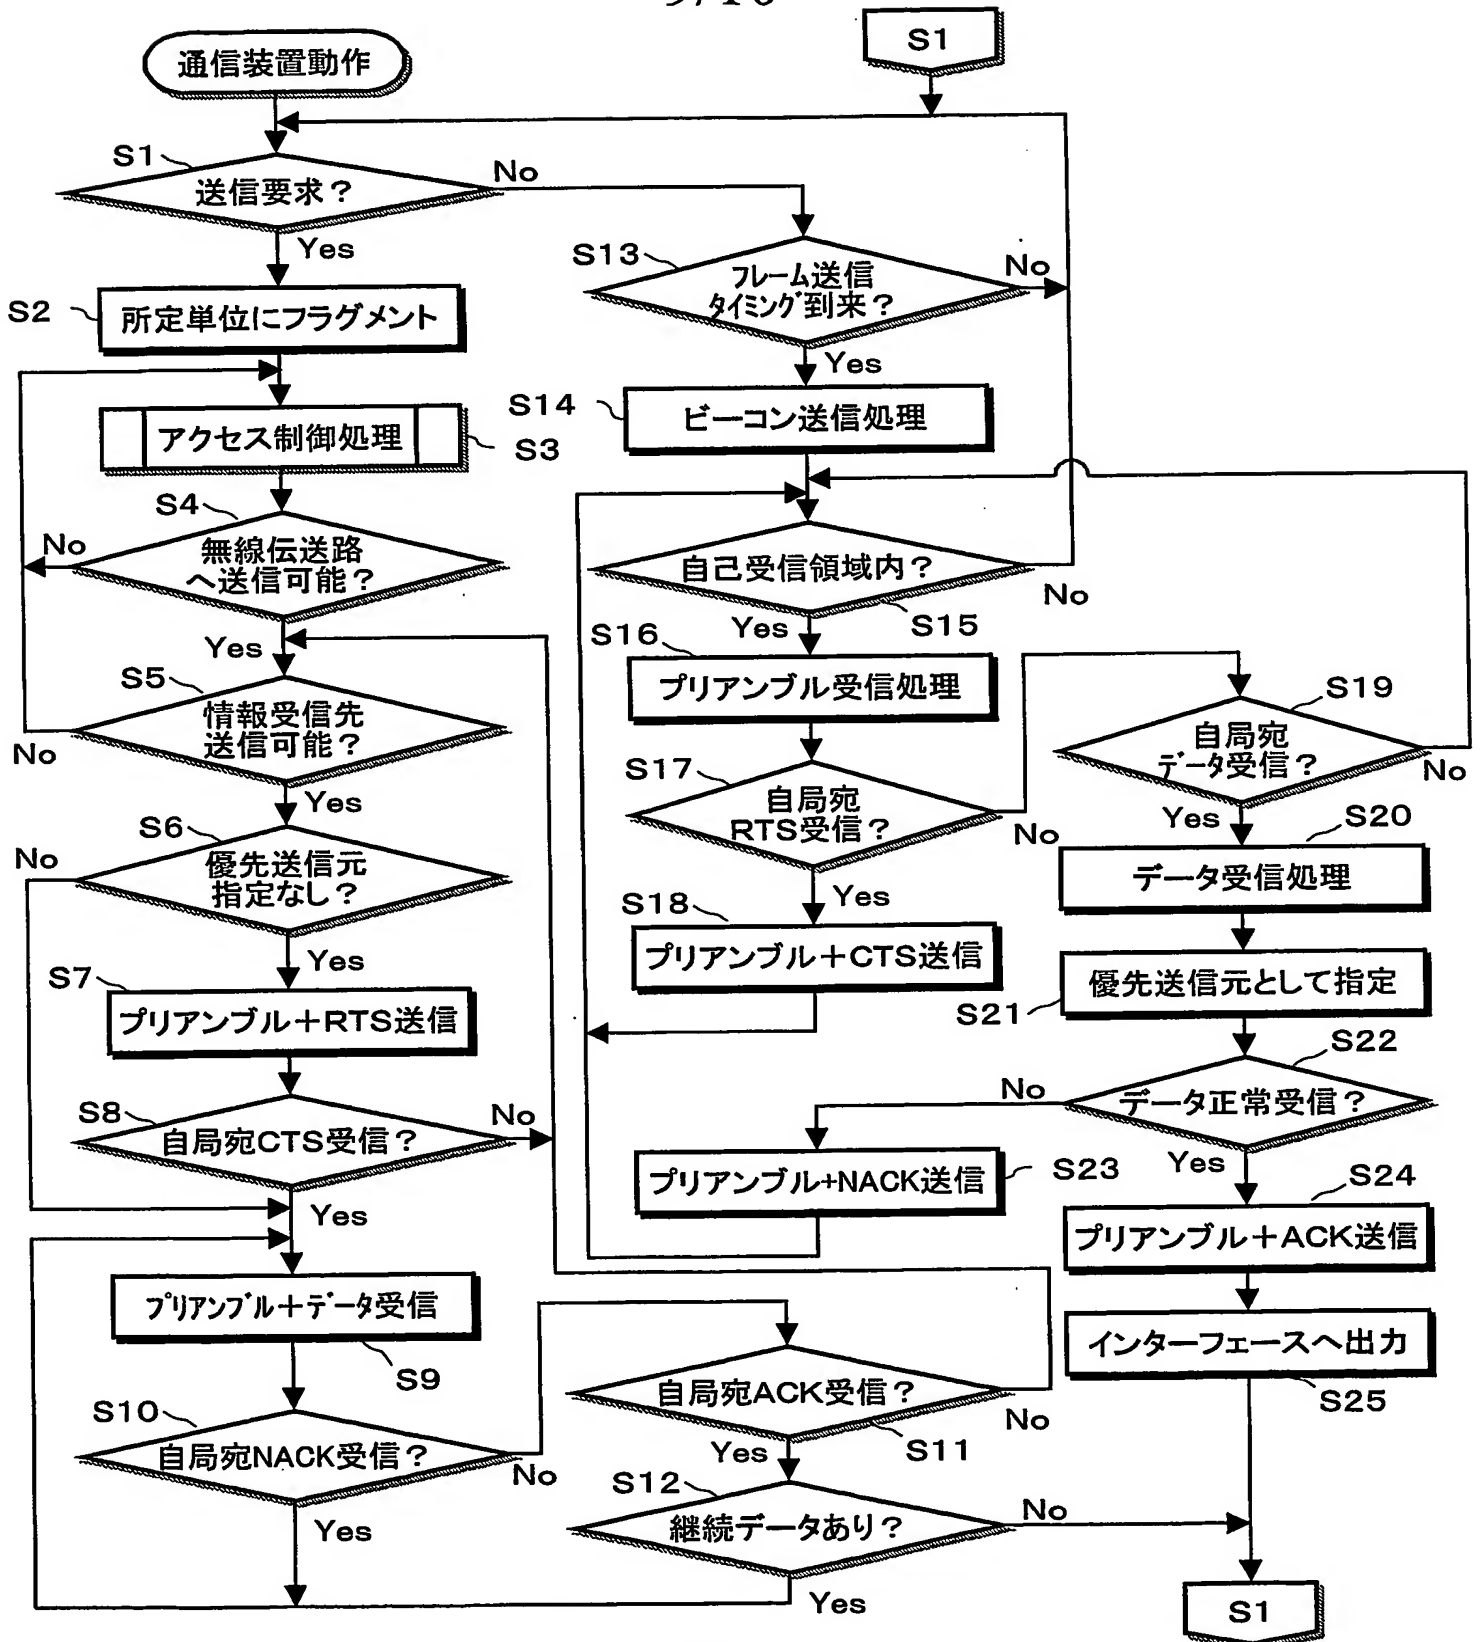 通信装置動作
S1
S1
送信要求?
No
Yes
S2
所定単位にフラグメント
アクセス制御処理
S3
S4
No
無線伝送路
へ送信可能?
Yes
S5
情報受信先
送信可能?
No
Yes
S6
No
優先送信元
指定なし?
Yes
S7
プリアンブル+RTS送信
S8
自局宛CTS受信?
No
Yes
プリアンブル+データ受信
S9
S10
自局宛NACK受信?
No
Yes
自局宛ACK受信?
No
S11
Yes
S12
継続データあり?
No
Yes
S13
フレーム送信
タイミング到来?
No
Yes
S14
ビーコン送信処理
自己受信領域内?
No
S15
Yes
S16
プリアンブル受信処理
S17
自局宛
RTS受信?
No
Yes
S18
プリアンブル+CTS送信
S19
自局宛
データ受信?
No
Yes
S20
データ受信処理
優先送信元として指定
S21
S22
データ正常受信?
No
Yes
プリアンブル+NACK送信
S23
S24
プリアンブル+ACK送信
インターフェースへ出力
S25
S1